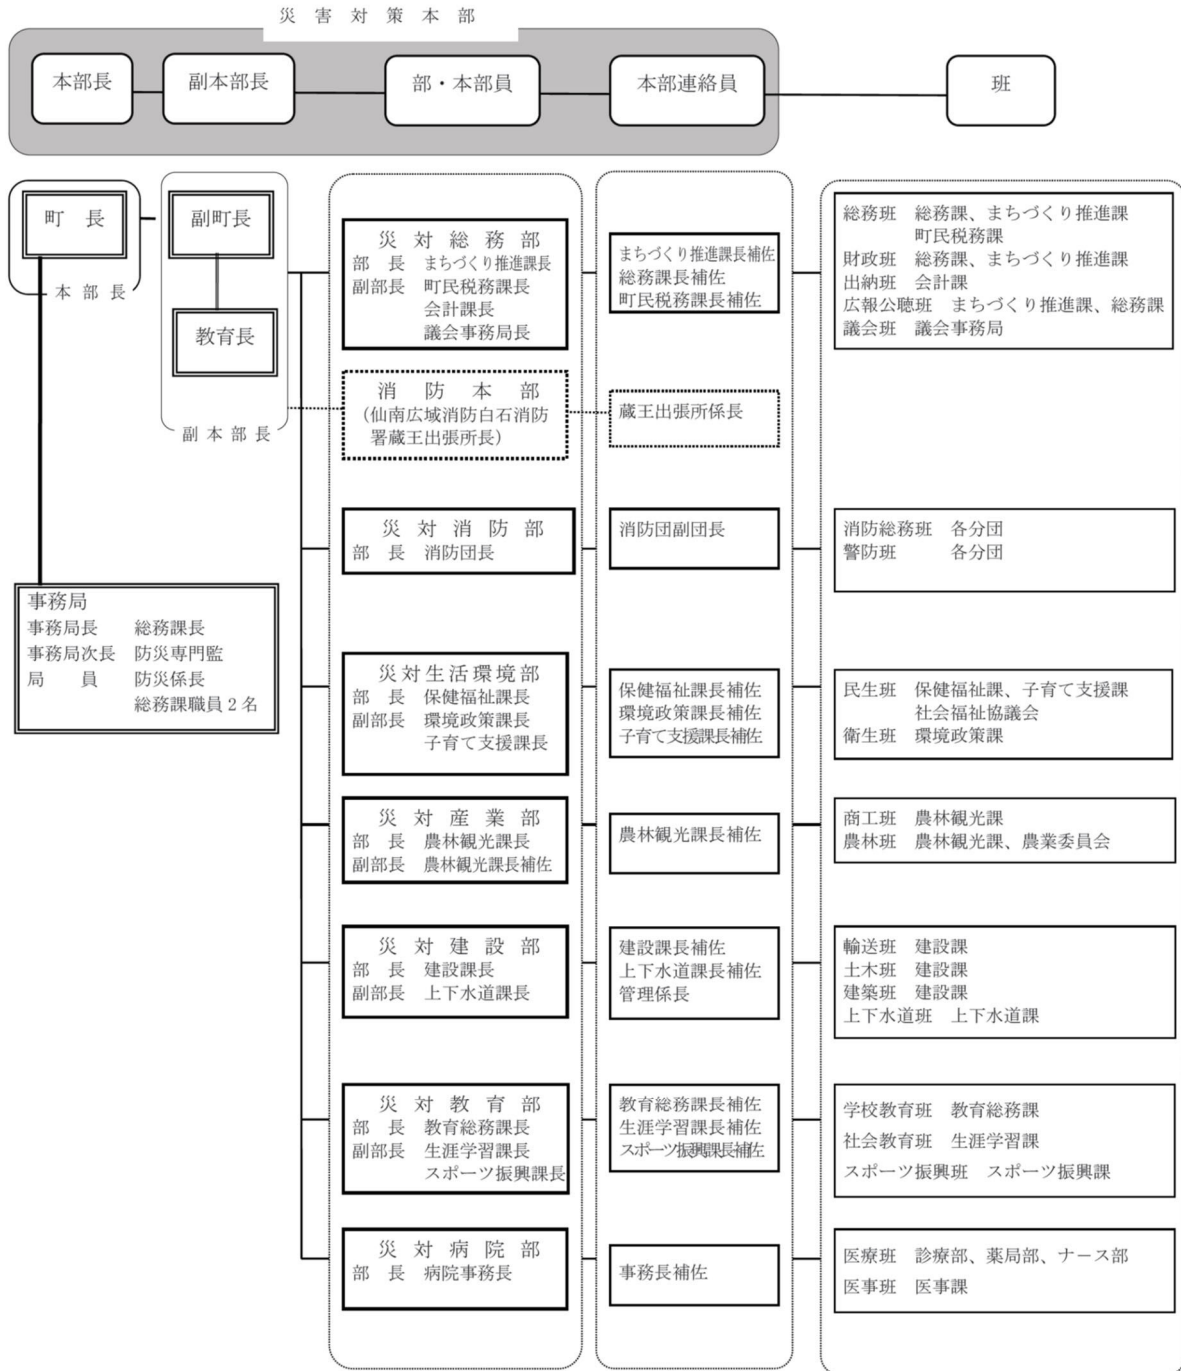 災害対策本部
本部長
副本部長
部・本部員
本部連絡員
班
町長
本部長
副町長
教育長
副本部長
事務局
事務局長　総務課長
事務局次長　防災専門監
局　　員　防災係長
総務課職員２名
災対総務部
部　長　まちづくり推進課長
副部長　町民税務課長
会計課長
議会事務局長
まちづくり推進課長補佐
総務課長補佐
町民税務課長補佐
総務班　総務課、まちづくり推進課
町民税務課
財政班　総務課、まちづくり推進課
出納班　会計課
広報公聴班　まちづくり推進課、総務課
議会班　議会事務局
消防本部
（仙南広域消防白石消防
署蔵王出張所長）
蔵王出張所係長
災対消防部
部　長　消防団長
消防団副団長
消防総務班　各分団
警防班　　　各分団
災対生活環境部
部　長　保健福祉課長
副部長　環境政策課長
子育て支援課長
保健福祉課長補佐
環境政策課長補佐
子育て支援課長補佐
民生班　保健福祉課、子育て支援課
社会福祉協議会
衛生班　環境政策課
災対産業部
部　長　農林観光課長
副部長　農林観光課長補佐
農林観光課長補佐
商工班　農林観光課
農林班　農林観光課、農業委員会
災対建設部
部　長　建設課長
副部長　上下水道課長
建設課長補佐
上下水道課長補佐
管理係長
輸送班　建設課
土木班　建設課
建築班　建設課
上下水道班　上下水道課
災対教育部
部　長　教育総務課長
副部長　生涯学習課長
スポーツ振興課長
教育総務課長補佐
生涯学習課長補佐
スポーツ振興課長補佐
学校教育班　教育総務課
社会教育班　生涯学習課
スポーツ振興班　スポーツ振興課
災対病院部
部　長　病院事務長
事務長補佐
医療班　診療部、薬局部、ナース部
医事班　医事課